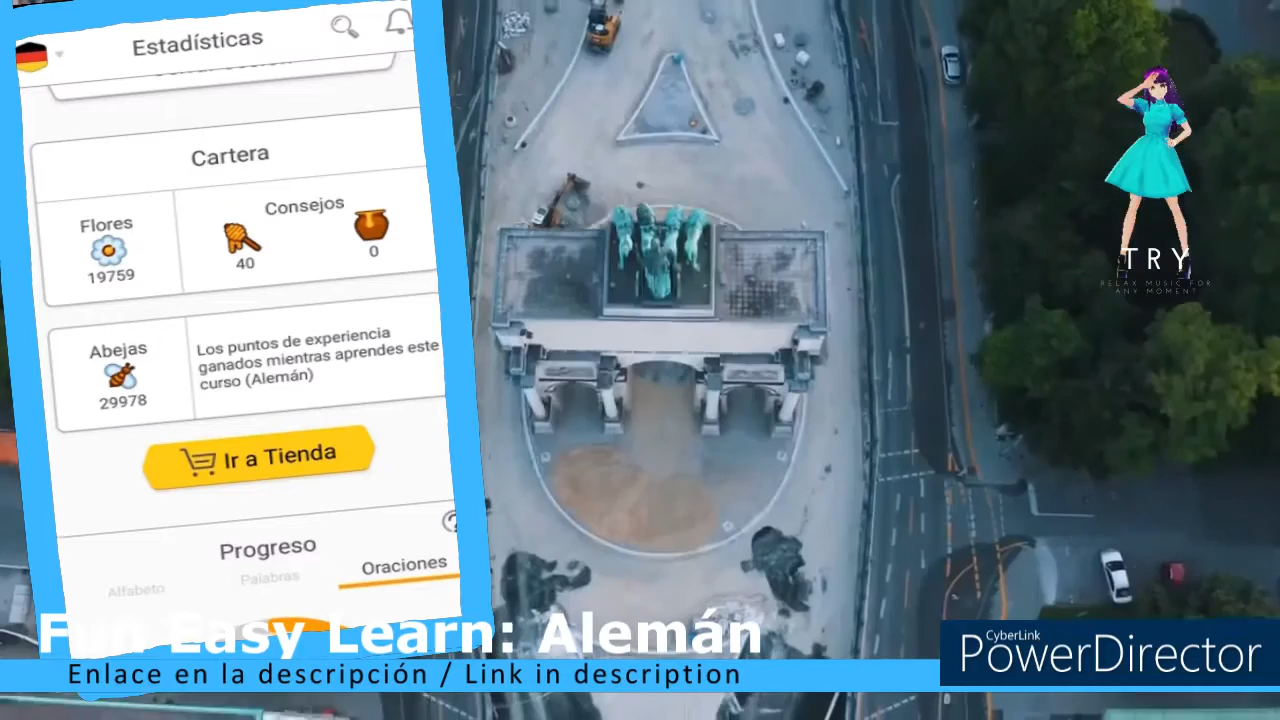 Estadísticas
Cartera
Flores
19759
Consejos
40
0
Abejas
29978
Los puntos de experiencia
ganados mientras aprendes este
curso (Alemán)
Ir a Tienda
Progreso
Alfabeto
Palabras
Oraciones
TRY
RELAX MUSIC FOR
ANY MOMENT
Fun Easy Learn: Alemán
Enlace en la descripción / Link in description
CyberLink
PowerDirector